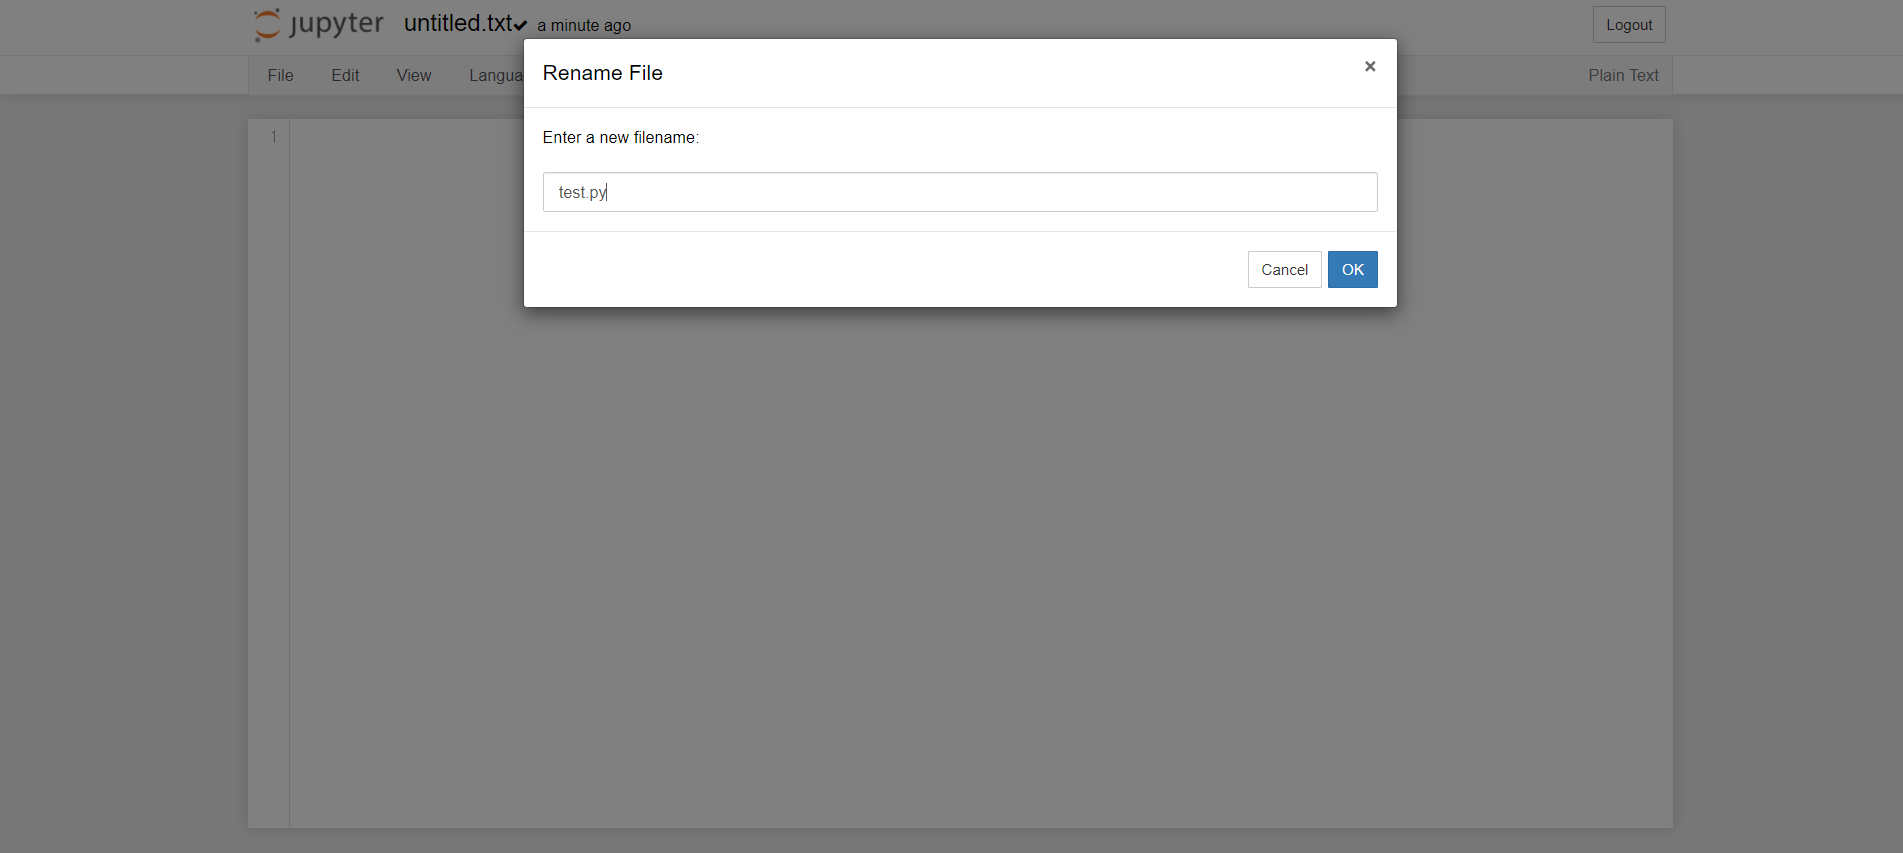 jupyter untitled.txt a minute ago Logout
File Edit View Langua Plain Text
Rename File ×
Enter a new filename:
test.py
Cancel OK
1